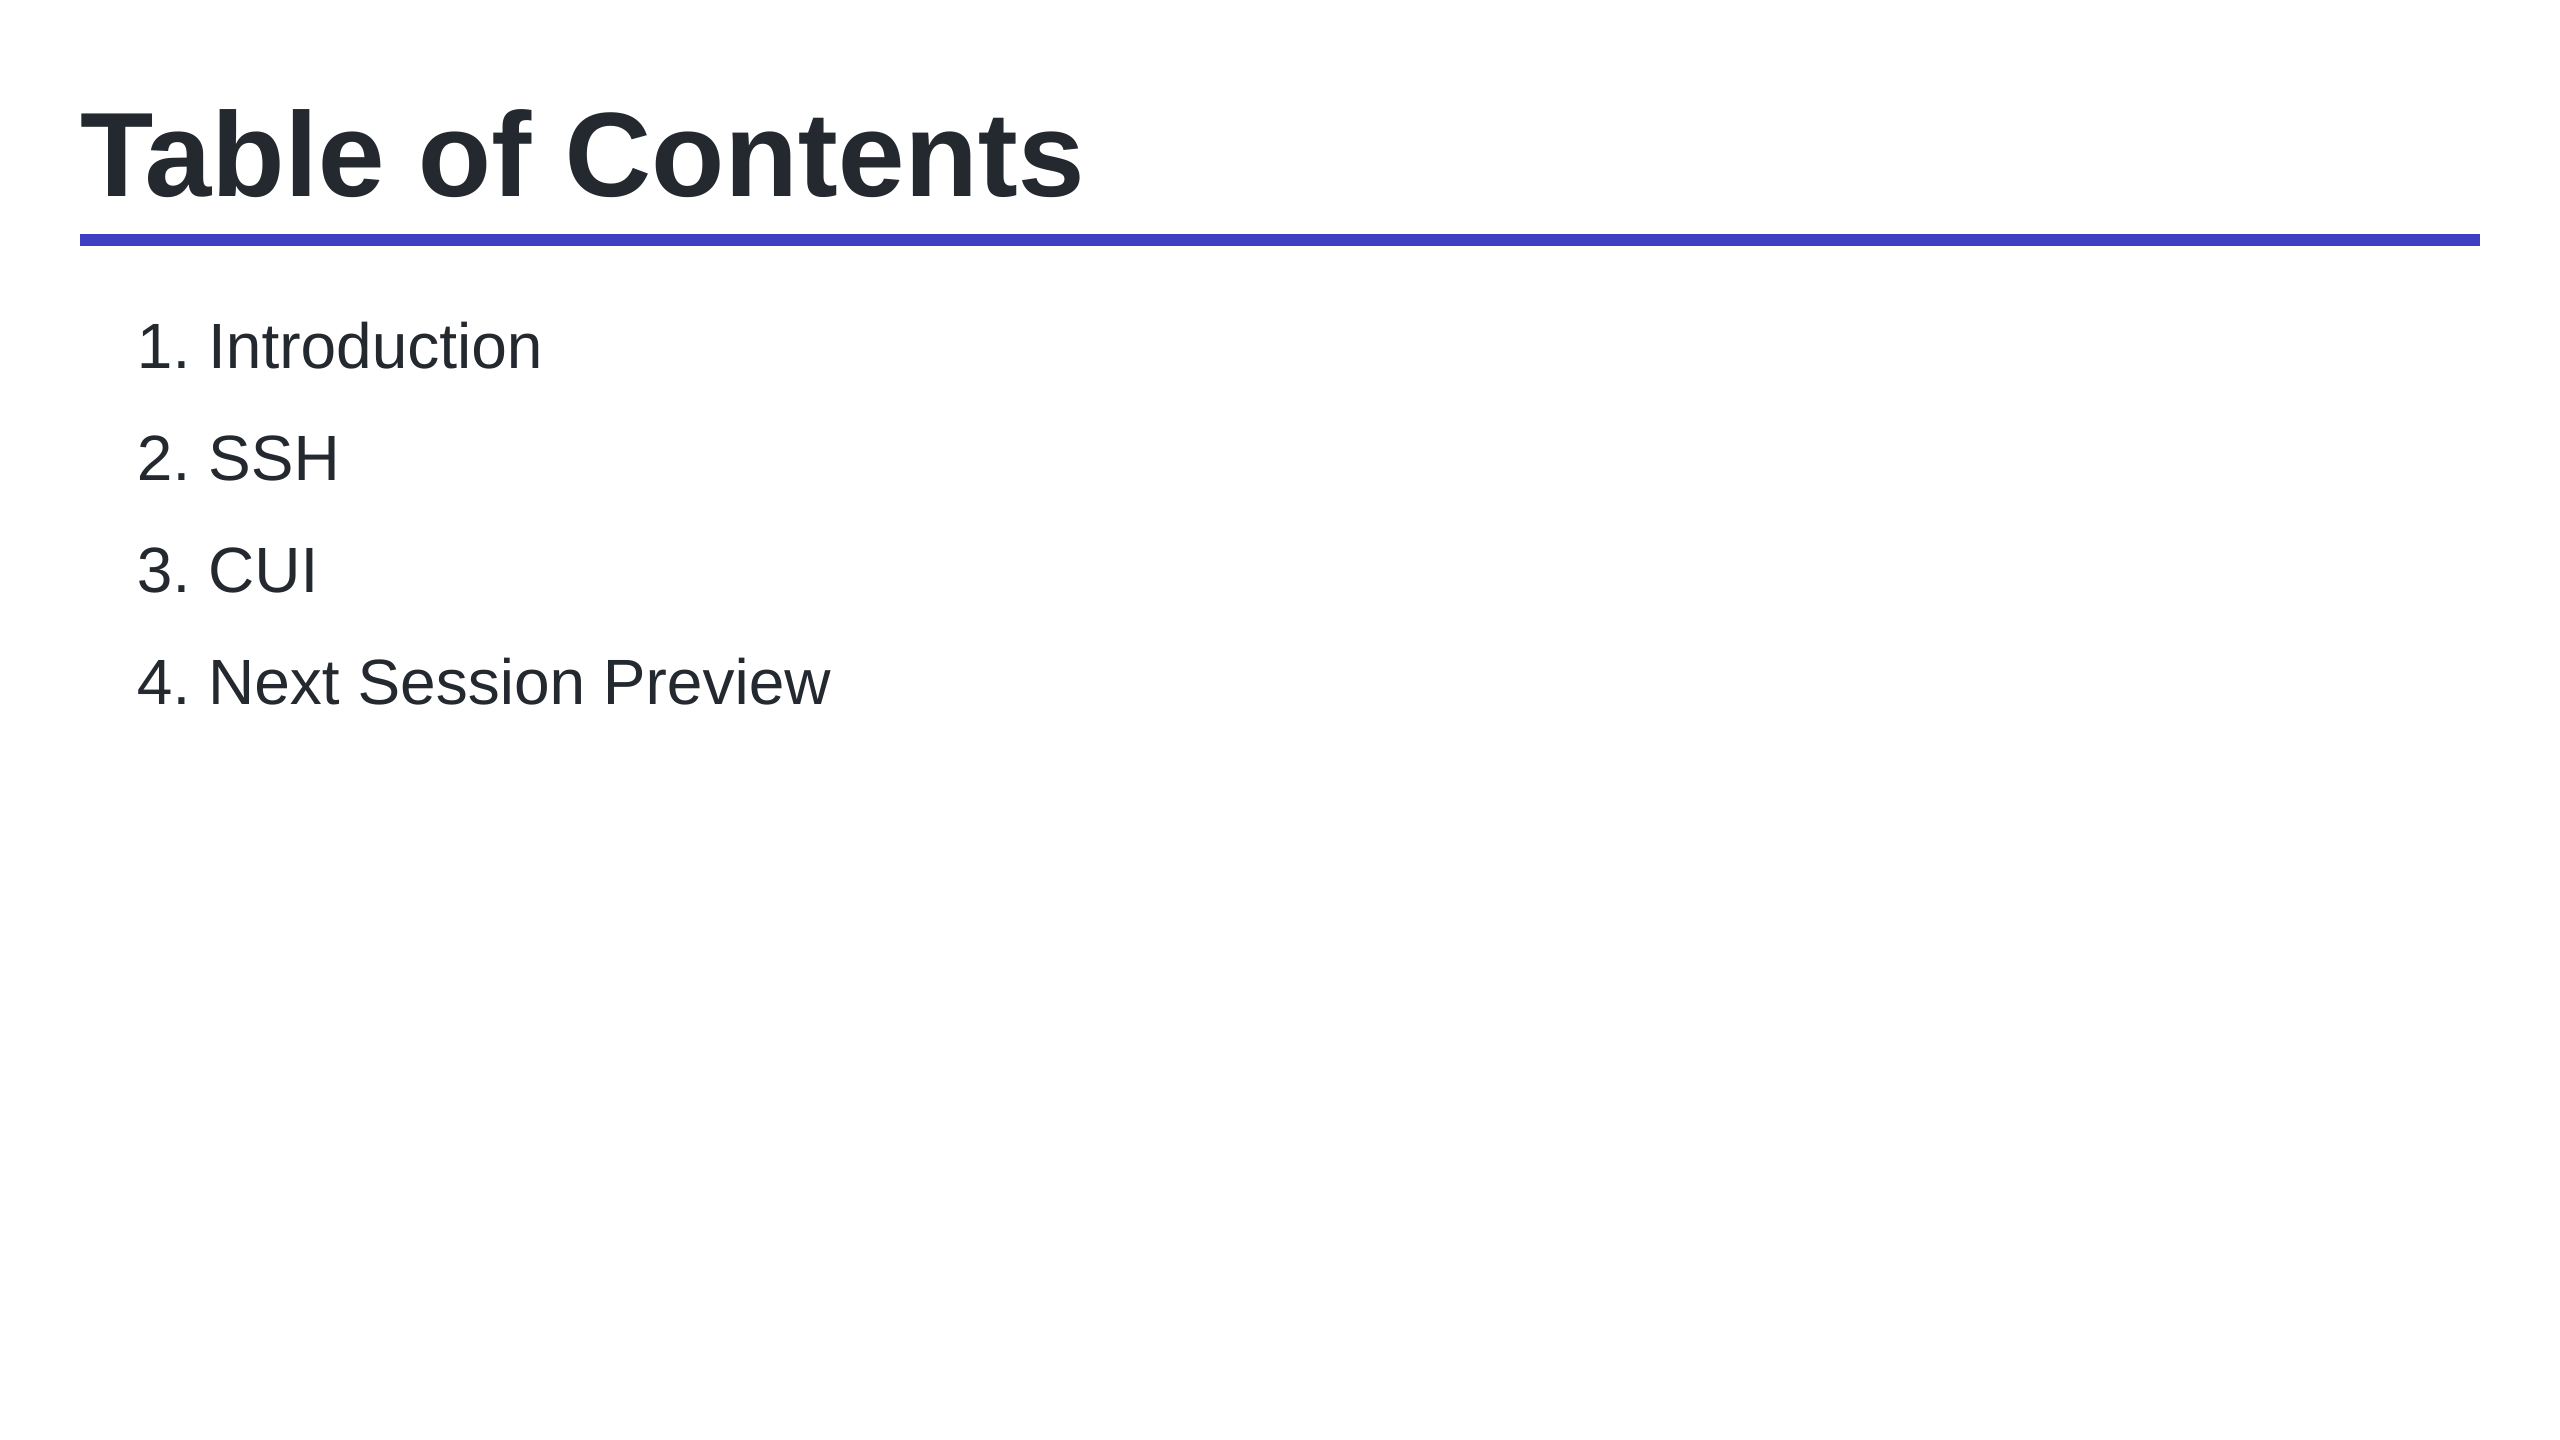 Table of Contents
1. Introduction
2. SSH
3. CUI
4. Next Session Preview